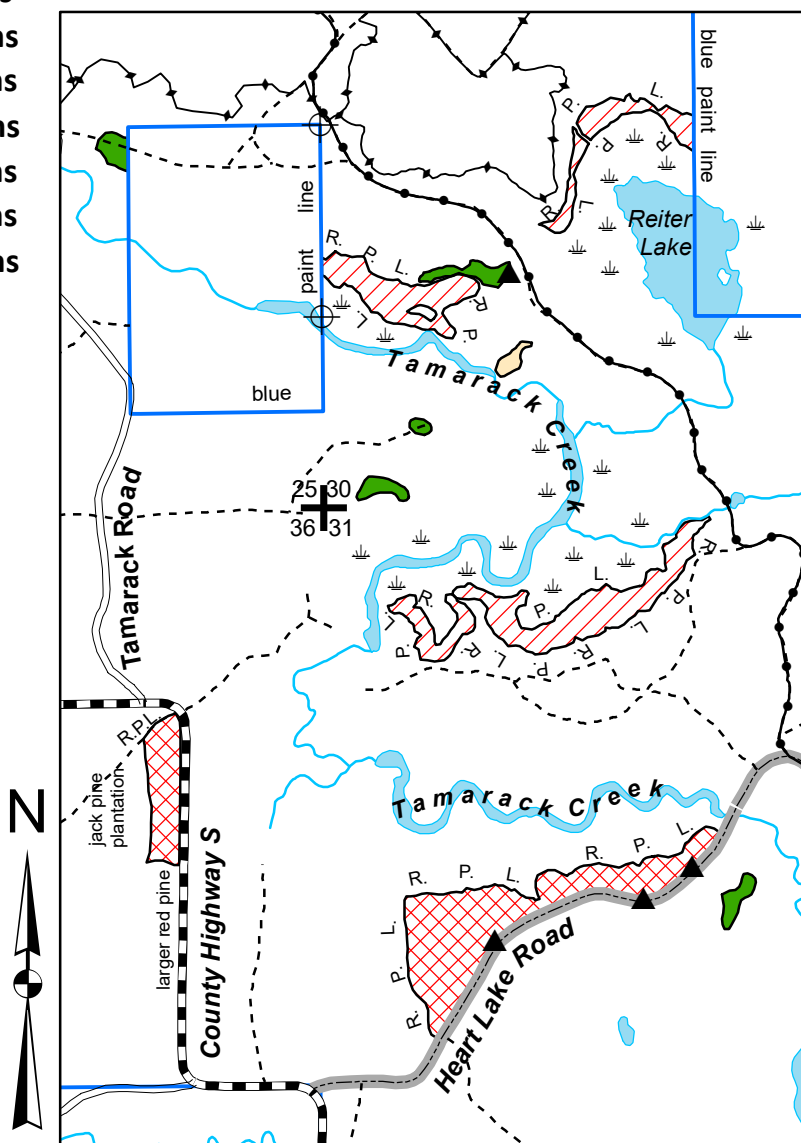 s
ns
ns
ns
ns
ns
ns
blue paint line
P. L.
P. R.
R. L.
Reiter
Lake
line
paint
blue
R. P. L.
R.
L. P.
Tamarack Creek
25 30
36 31
Tamarack Road
L. R.
P. R. L. P. R. L. P. R.
P. L.
R.P.L.
jack pine
plantation
larger red pine
County Highway S
N
Tamarack Creek
R. P. L. R. P. L.
L.
P.
R.
Heart Lake Road